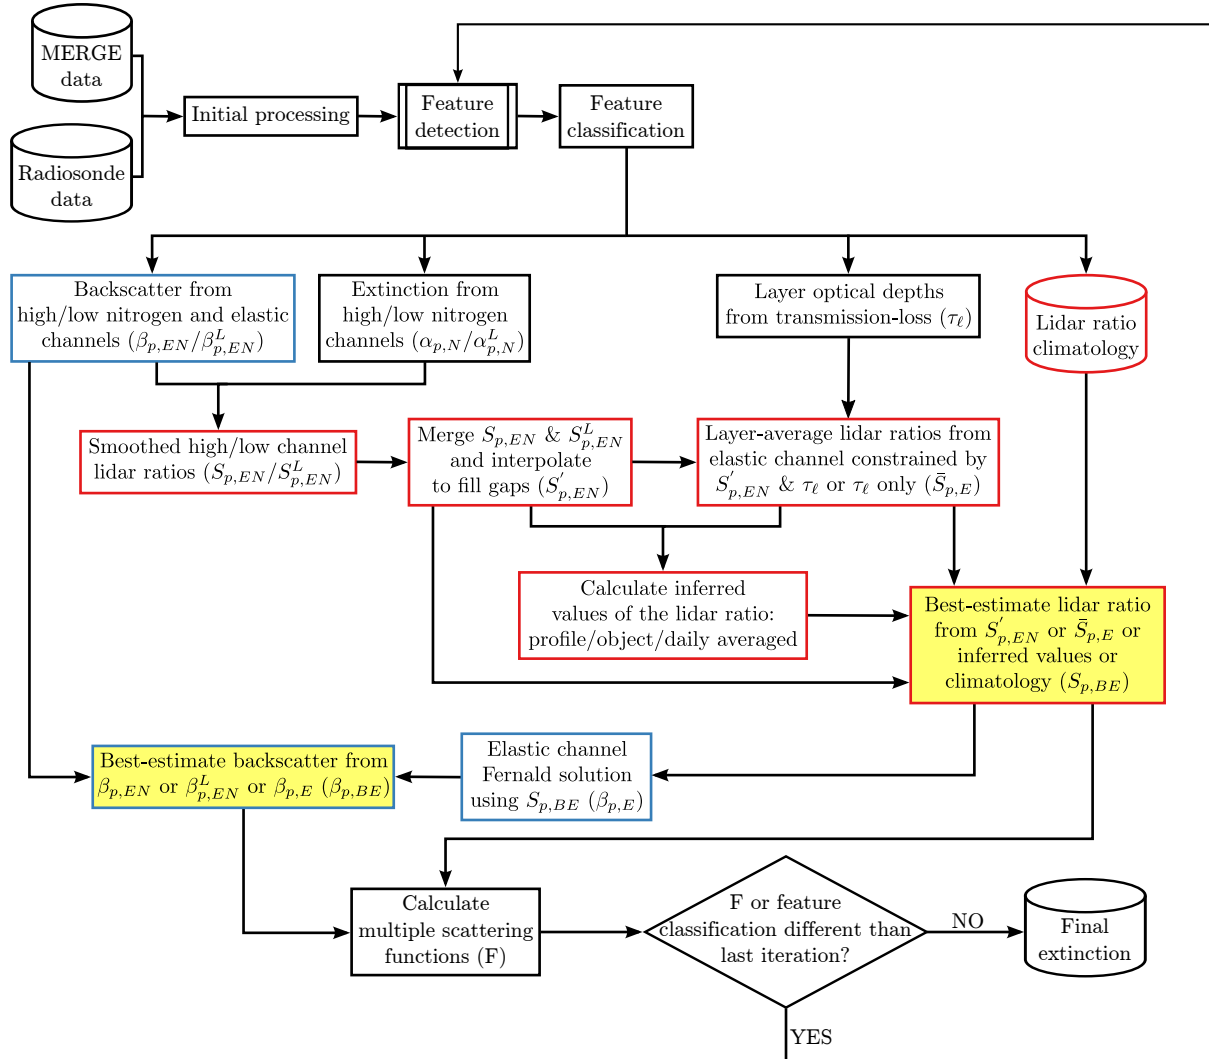 MERGE
data
Radiosonde
data
Initial processing
Feature
detection
Feature
classification
Backscatter from
high/low nitrogen and elastic
channels (β_{p,EN}/β^L_{p,EN})
Extinction from
high/low nitrogen
channels (α_{p,N}/α^L_{p,N})
Layer optical depths
from transmission-loss (τ_ℓ)
Lidar ratio
climatology
Smoothed high/low channel
lidar ratios (S_{p,EN}/S^L_{p,EN})
Merge S_{p,EN} & S^L_{p,EN}
and interpolate
to fill gaps (S^'_{p,EN})
Layer-average lidar ratios from
elastic channel constrained by
S^'_{p,EN} & τ_ℓ or τ_ℓ only (S̄_{p,E})
Calculate inferred
values of the lidar ratio:
profile/object/daily averaged
Best-estimate lidar ratio
from S^'_{p,EN} or S̄_{p,E} or
inferred values or
climatology (S_{p,BE})
Best-estimate backscatter from
β_{p,EN} or β^L_{p,EN} or β_{p,E} (β_{p,BE})
Elastic channel
Fernald solution
using S_{p,BE} (β_{p,E})
Calculate
multiple scattering
functions (F)
F or feature
classification different than
last iteration?
NO
Final
extinction
YES